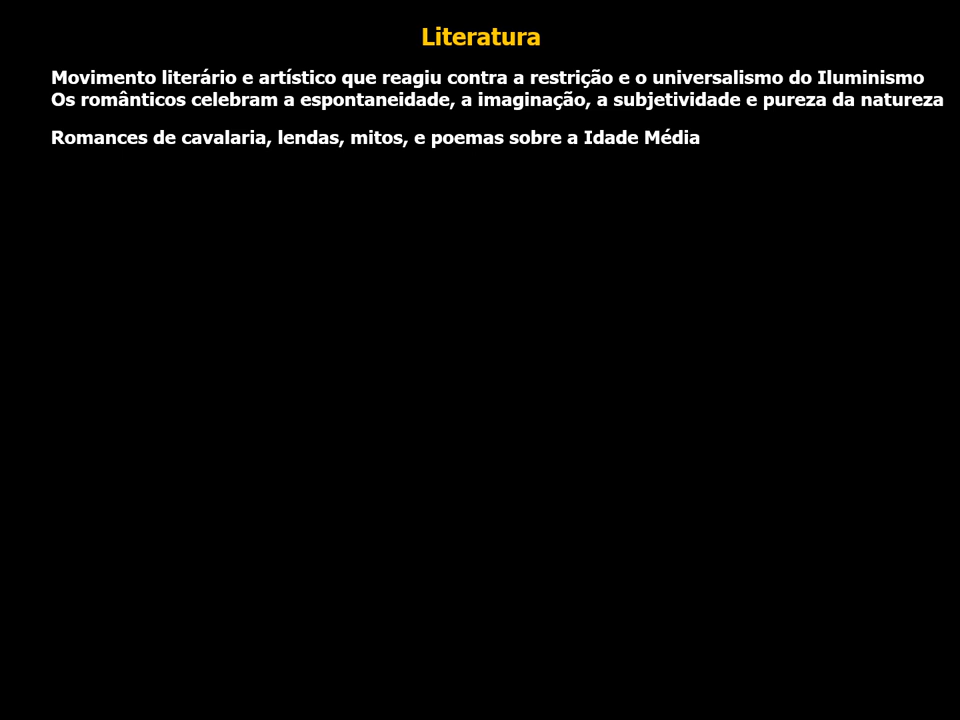 Literatura
Movimento literário e artístico que reagiu contra a restrição e o universalismo do Iluminismo
Os românticos celebram a espontaneidade, a imaginação, a subjetividade e pureza da natureza
Romances de cavalaria, lendas, mitos, e poemas sobre a Idade Média